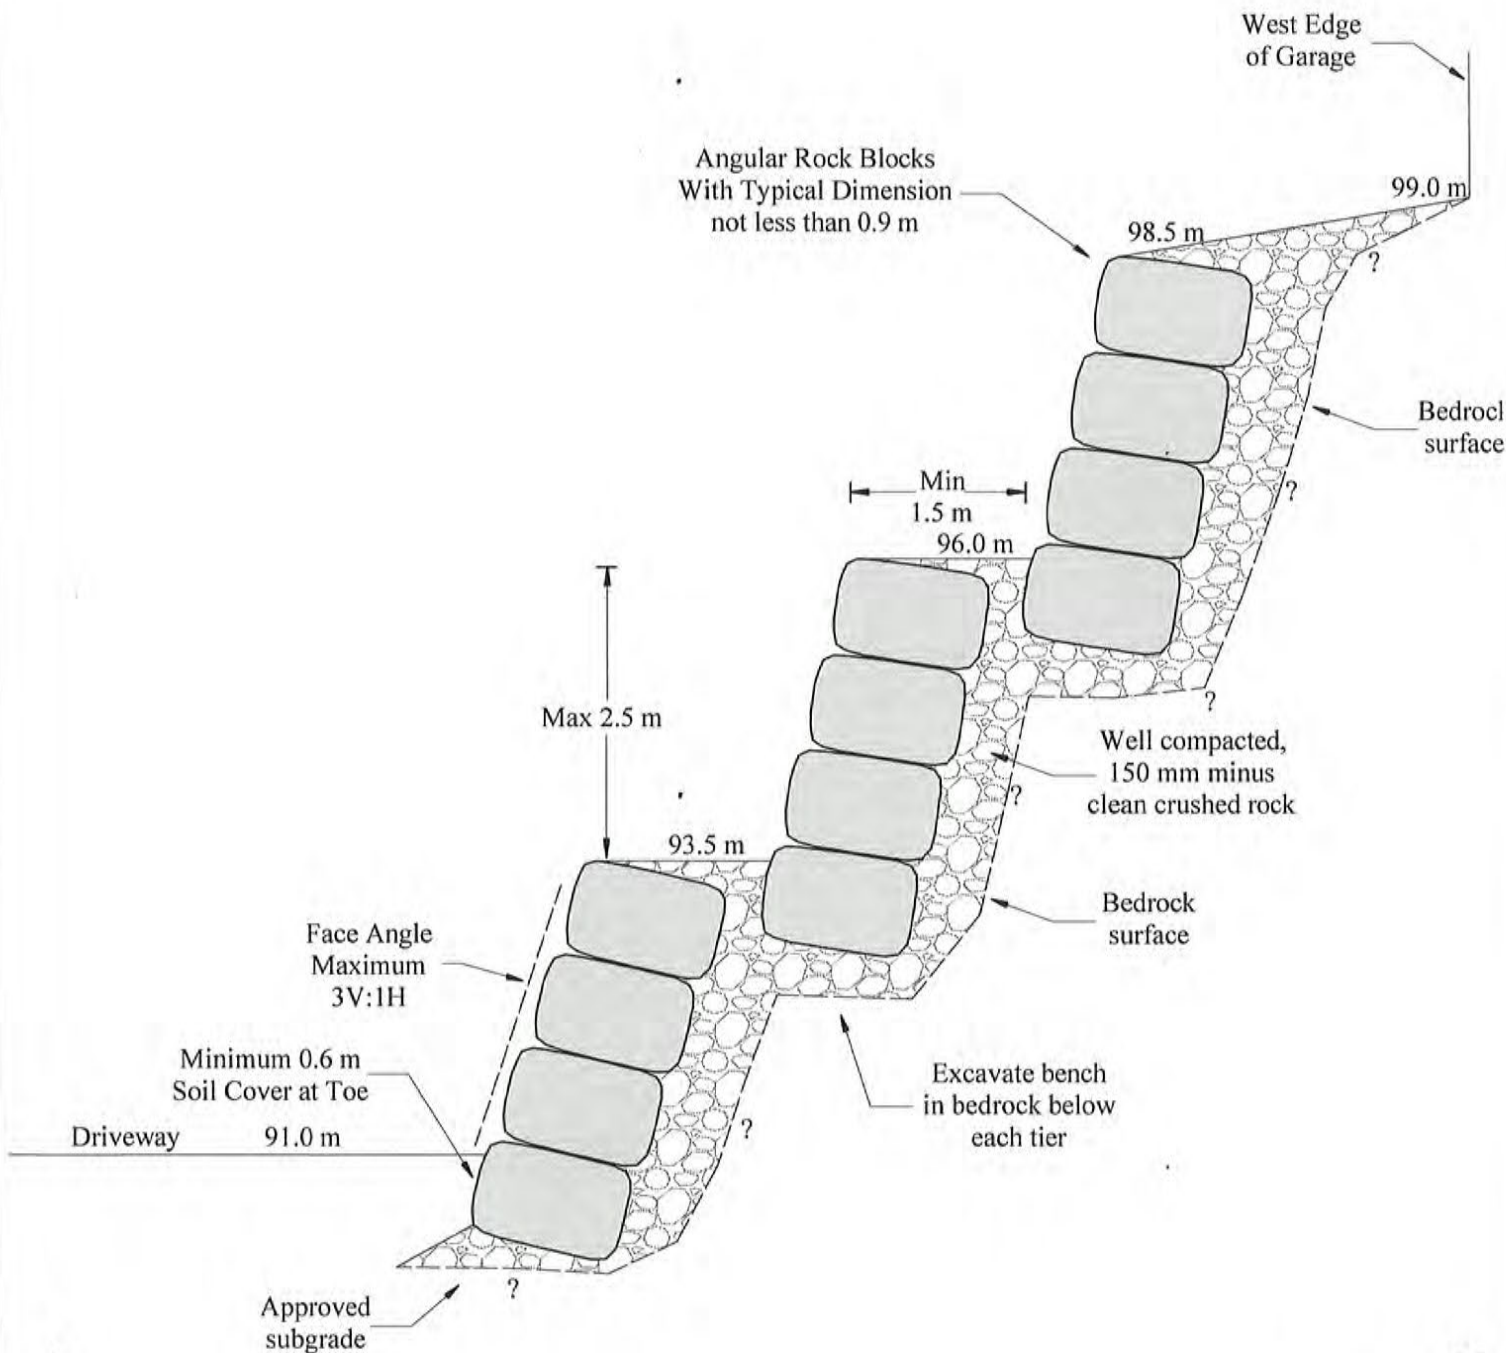 West Edge
of Garage
Angular Rock Blocks
With Typical Dimension
not less than 0.9 m
99.0 m
98.5 m
?
Bedrocl
surface
Min
1.5 m
?
96.0 m
Max 2.5 m
?
Well compacted,
150 mm minus
clean crushed rock
?
93.5 m
Bedrock
surface
Face Angle
Maximum
3V:1H
Minimum 0.6 m
Soil Cover at Toe
Excavate bench
in bedrock below
each tier
?
Driveway 91.0 m
?
Approved
subgrade